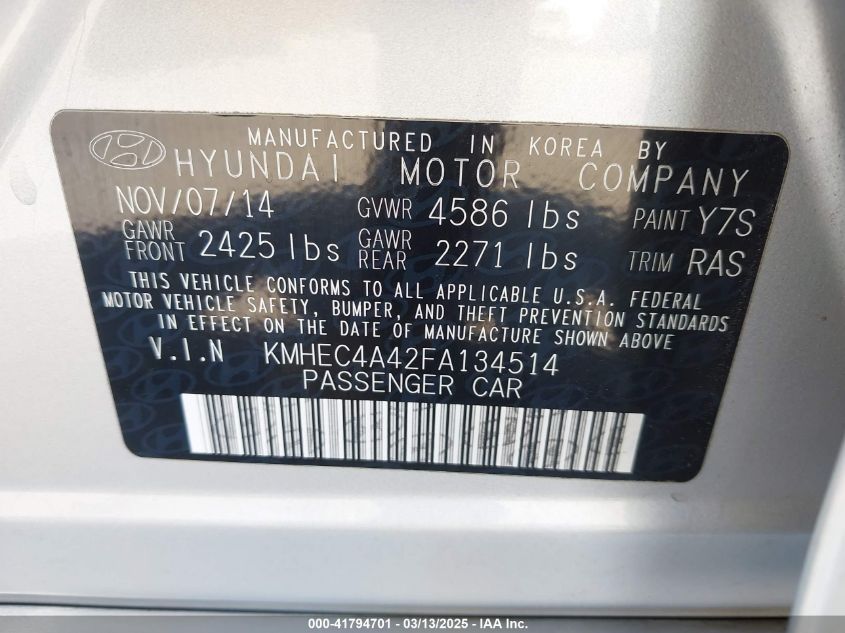 MANUFACTURED IN KOREA BY
HYUNDAI MOTOR COMPANY
NOV/07/14 GVWR 4586 lbs PAINT Y7S
GAWR FRONT 2425 lbs GAWR REAR 2271 lbs TRIM RAS
THIS VEHICLE CONFORMS TO ALL APPLICABLE U.S.A. FEDERAL
MOTOR VEHICLE SAFETY, BUMPER, AND THEFT PREVENTION STANDARDS
IN EFFECT ON THE DATE OF MANUFACTURE SHOWN ABOVE
V.I.N KMHEC4A42FA134514
PASSENGER CAR
000-41794701 - 03/13/2025 - IAA Inc.